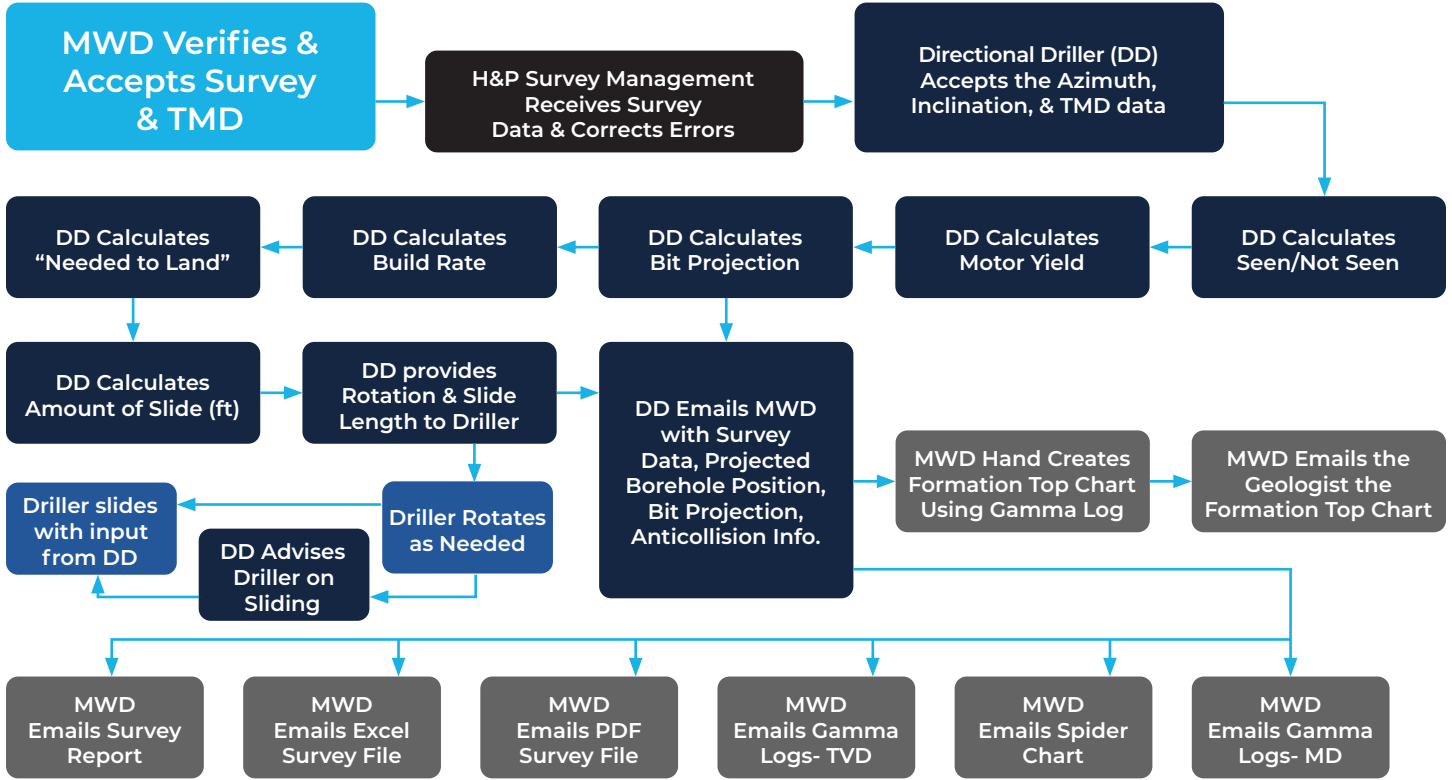 MWD Verifies &
Accepts Survey
& TMD
H&P Survey Management
Receives Survey
Data & Corrects Errors
Directional Driller (DD)
Accepts the Azimuth,
Inclination, & TMD data
DD Calculates
“Needed to Land”
DD Calculates
Build Rate
DD Calculates
Bit Projection
DD Calculates
Motor Yield
DD Calculates
Seen/Not Seen
DD Calculates
Amount of Slide (ft)
DD provides
Rotation & Slide
Length to Driller
DD Emails MWD
with Survey
Data, Projected
Borehole Position,
Bit Projection,
Anticollision Info.
MWD Hand Creates
Formation Top Chart
Using Gamma Log
MWD Emails the
Geologist the
Formation Top Chart
Driller slides
with input
from DD
DD Advises
Driller on
Sliding
Driller Rotates
as Needed
MWD
Emails Survey
Report
MWD
Emails Excel
Survey File
MWD
Emails PDF
Survey File
MWD
Emails Gamma
Logs- TVD
MWD
Emails Spider
Chart
MWD
Emails Gamma
Logs- MD